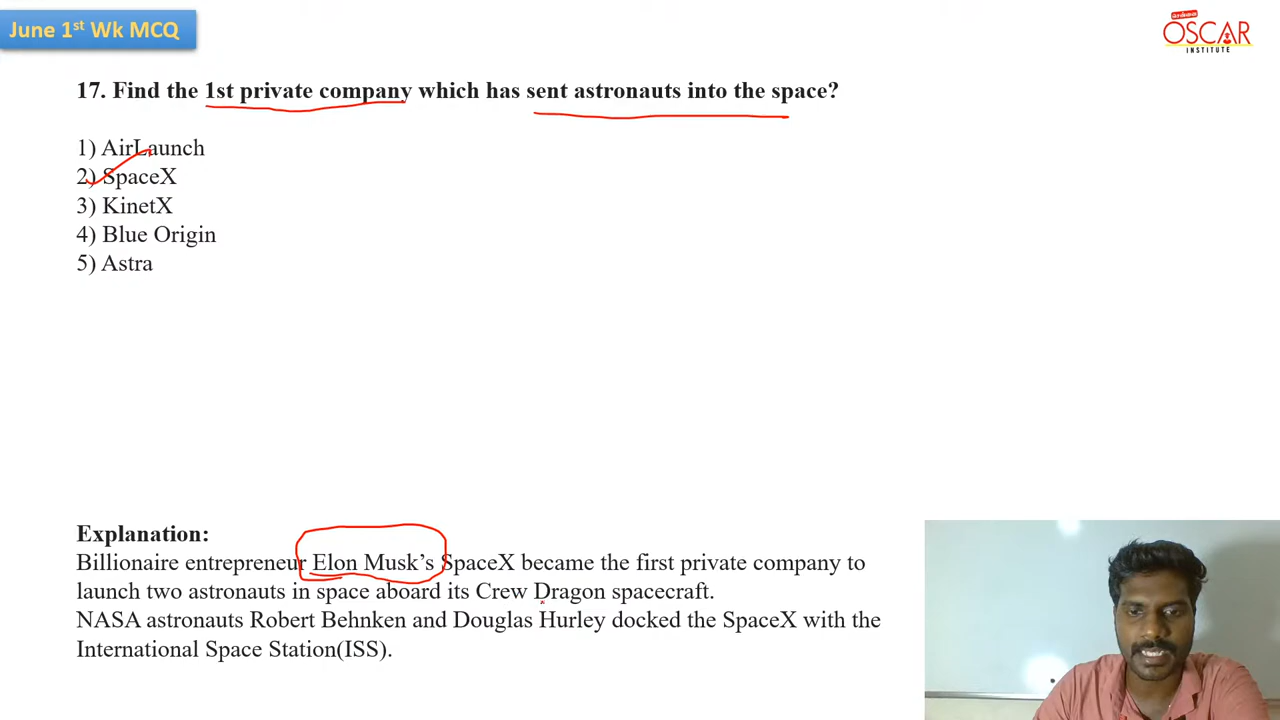 June 1st Wk MCQ
சென்னை
OSCAR
INSTITUTE
17. Find the 1st private company which has sent astronauts into the space?
1) AirLaunch
2) SpaceX
3) KinetX
4) Blue Origin
5) Astra
Explanation:
Billionaire entrepreneur Elon Musk’s SpaceX became the first private company to
launch two astronauts in space aboard its Crew Dragon spacecraft.
NASA astronauts Robert Behnken and Douglas Hurley docked the SpaceX with the
International Space Station(ISS).